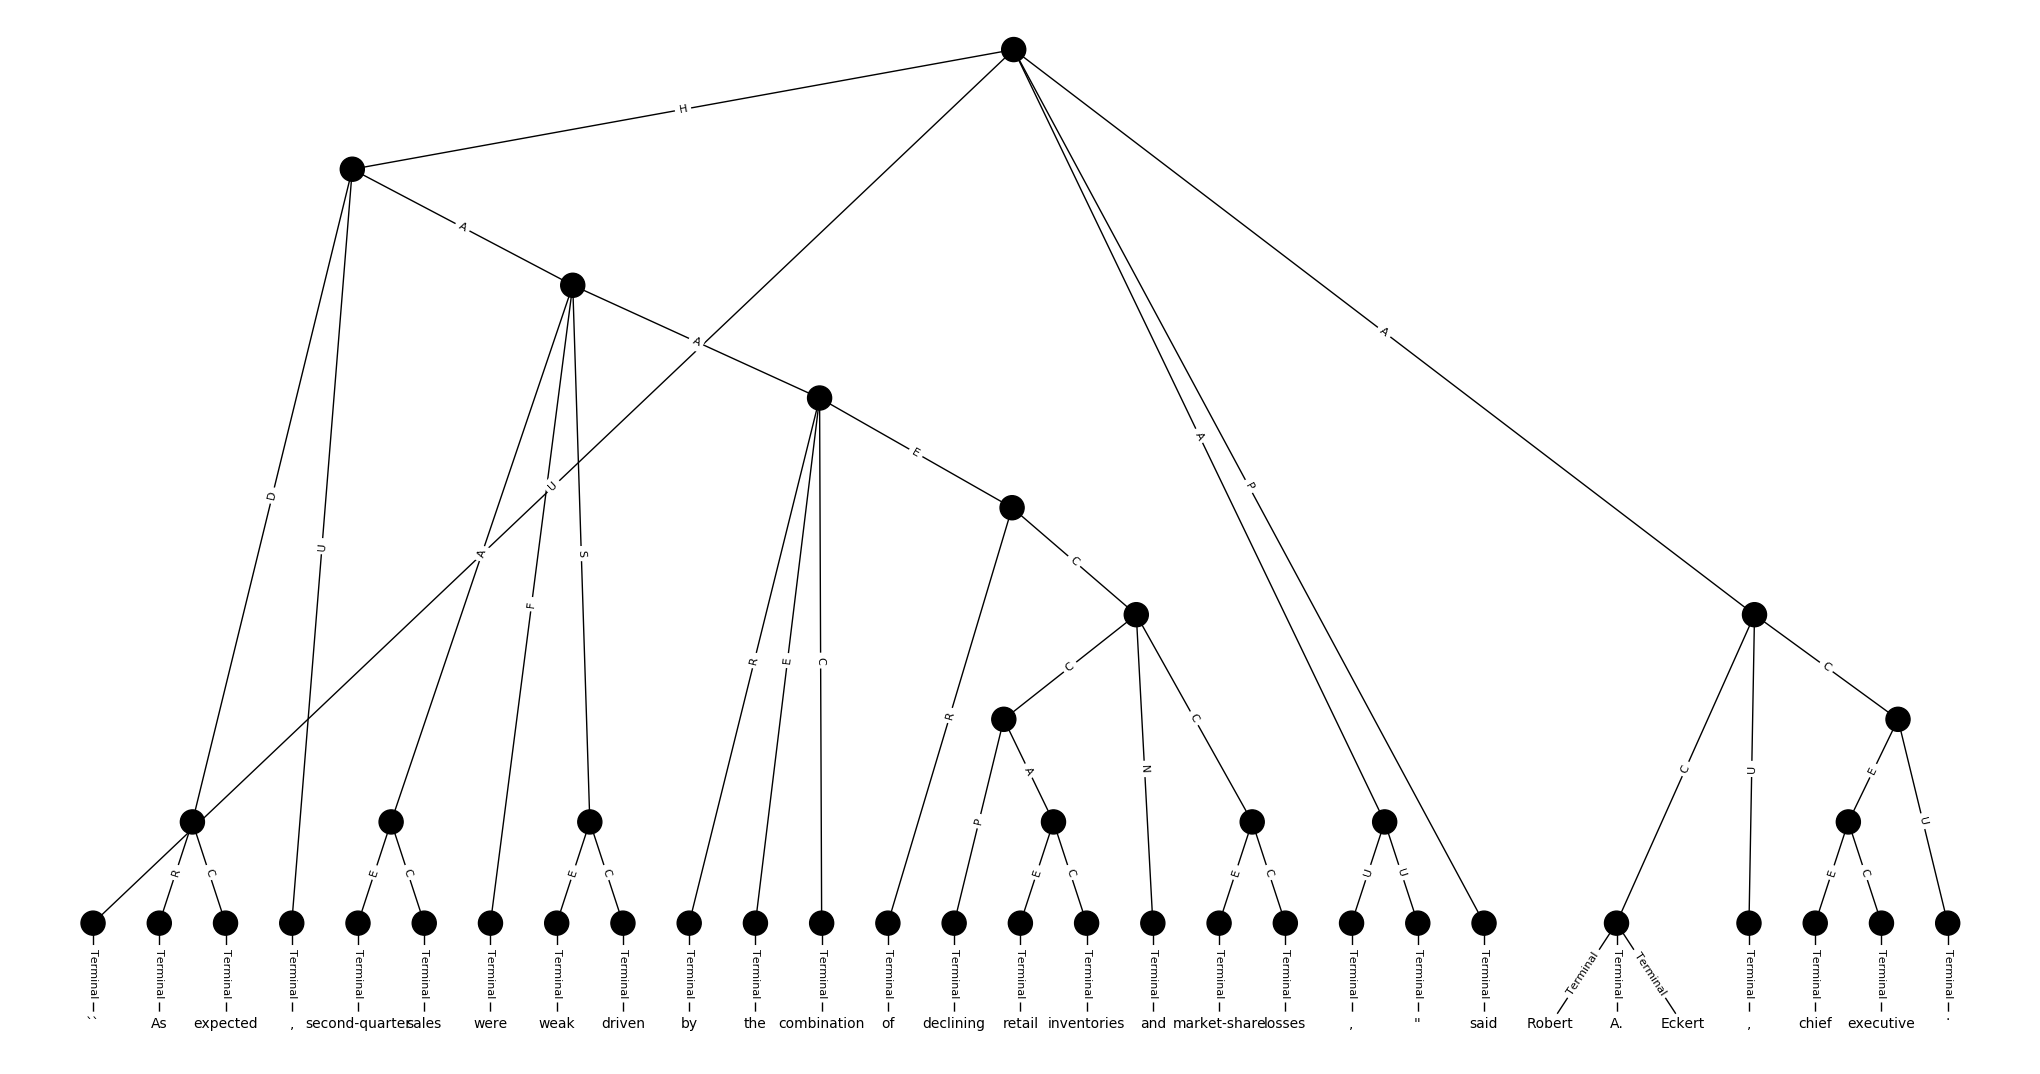 H
A
A
A
E
D
U
U
A
F
S
C
A
P
R
E
C
R
C
N
C
C
U
C
P
A
E
U
R
C
E
C
E
C
E
C
E
C
U
U
E
C
Terminal Terminal Terminal Terminal Terminal Terminal Terminal Terminal Terminal Terminal Terminal Terminal Terminal Terminal Terminal Terminal Terminal Terminal Terminal Terminal Terminal Terminal Terminal Terminal Terminal Terminal Terminal Terminal Terminal
`` As expected , second-quarter sales were weak driven by the combination of declining retail inventories and market-share losses , " said Robert A. Eckert , chief executive .